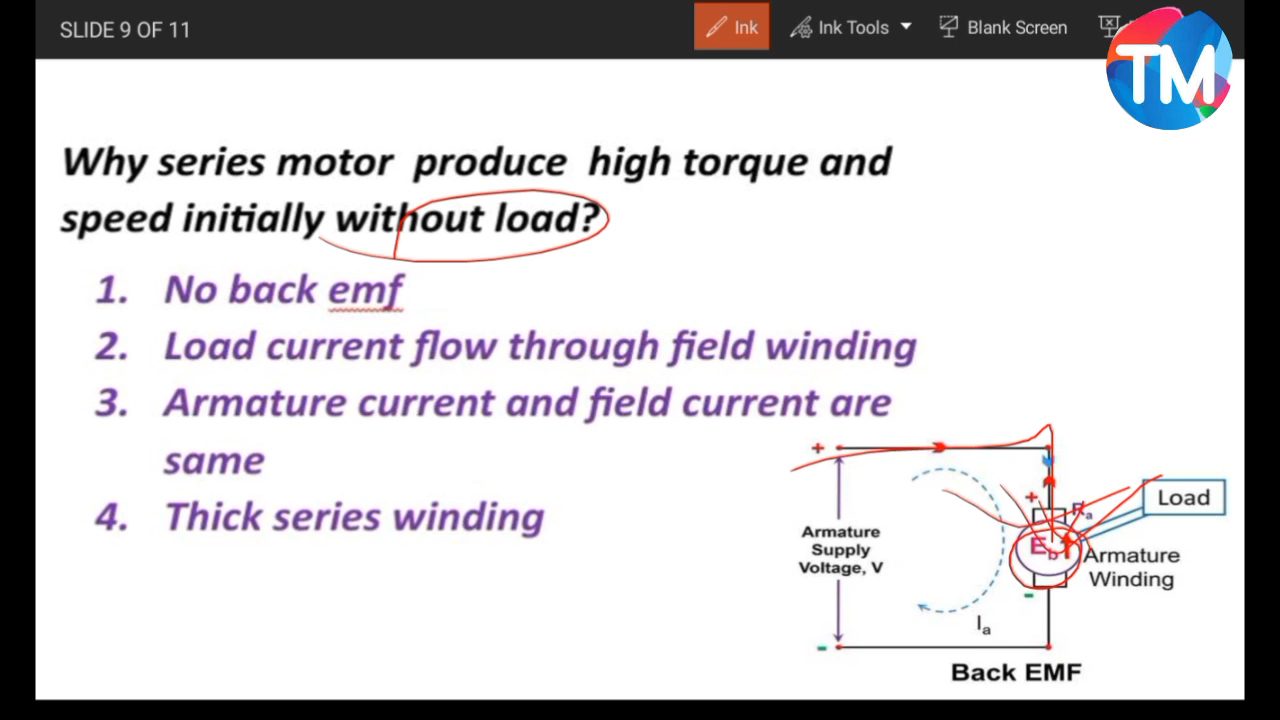 SLIDE 9 OF 11
Ink
Ink Tools
Blank Screen
TM
Why series motor produce high torque and
speed initially without load?
1. No back emf
2. Load current flow through field winding
3. Armature current and field current are
same
4. Thick series winding
+
+
Ra
Load
Armature
Supply
Voltage, V
Eb
Armature
Winding
-
Ia
-
Back EMF